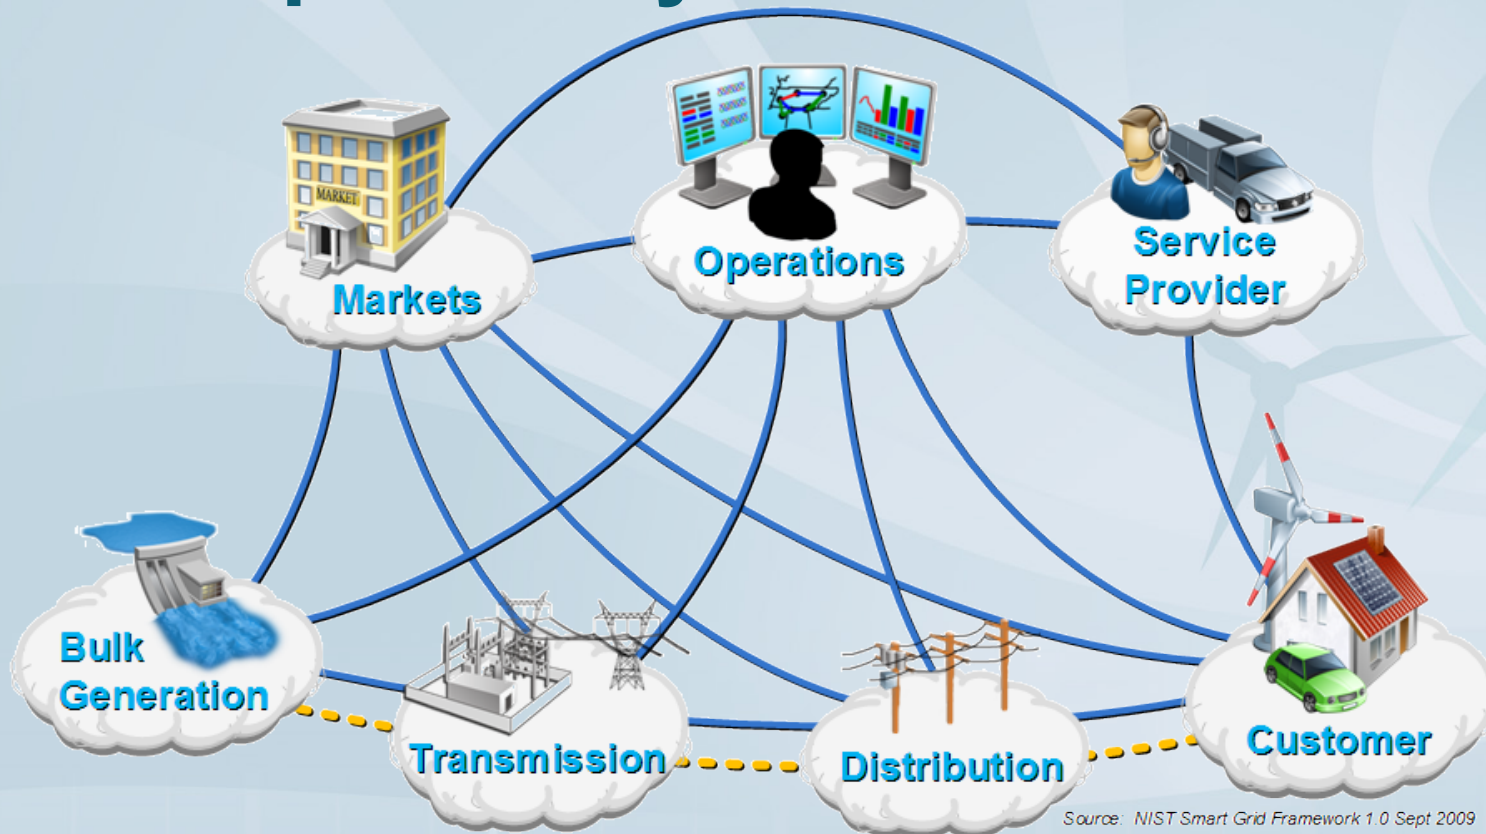 MARKET
Markets
Operations
Service
Provider
Bulk
Generation
Transmission
Distribution
Customer
Source: NIST Smart Grid Framework 1.0 Sept 2009